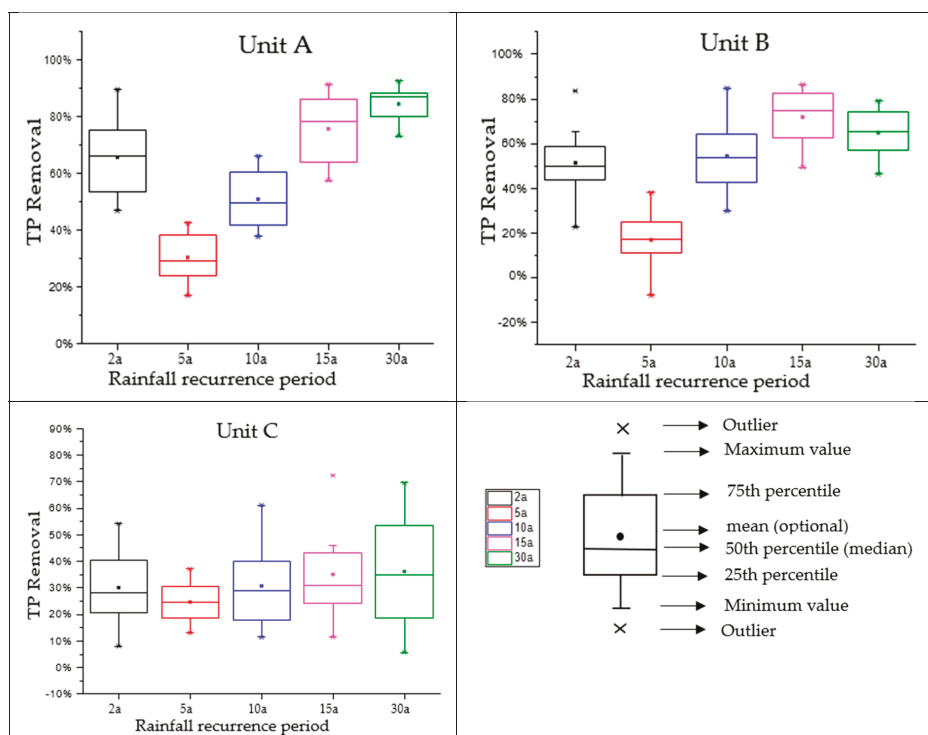 Unit A
100%
80%
60%
40%
20%
0%
TP Removal
2a 5a 10a 15a 30a
Rainfall recurrence period
Unit B
100%
80%
60%
40%
20%
0%
-20%
TP Removal
2a 5a 10a 15a 30a
Rainfall recurrence period
Unit C
90%
80%
70%
60%
50%
40%
30%
20%
10%
0%
-10%
TP Removal
2a 5a 10a 15a 30a
Rainfall recurrence period
2a
5a
10a
15a
30a
Outlier
Maximum value
75th percentile
mean (optional)
50th percentile (median)
25th percentile
Minimum value
Outlier